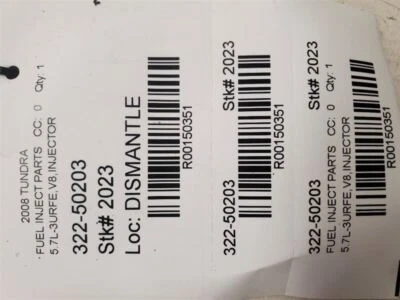 2008 TUNDRA
FUEL INJECT PARTS CC: 0 Qty: 1
5.7L-3URFE, V8, INJECTOR
322-50203
Stk# 2023
Loc: DISMANTLE
R00150351
322-50203 Stk# 2023
R00150351
322-50203 Stk# 2023
FUEL INJECT PARTS CC: 0 Qty: 1
5.7L-3URFE, V8, INJECTOR
R00150351